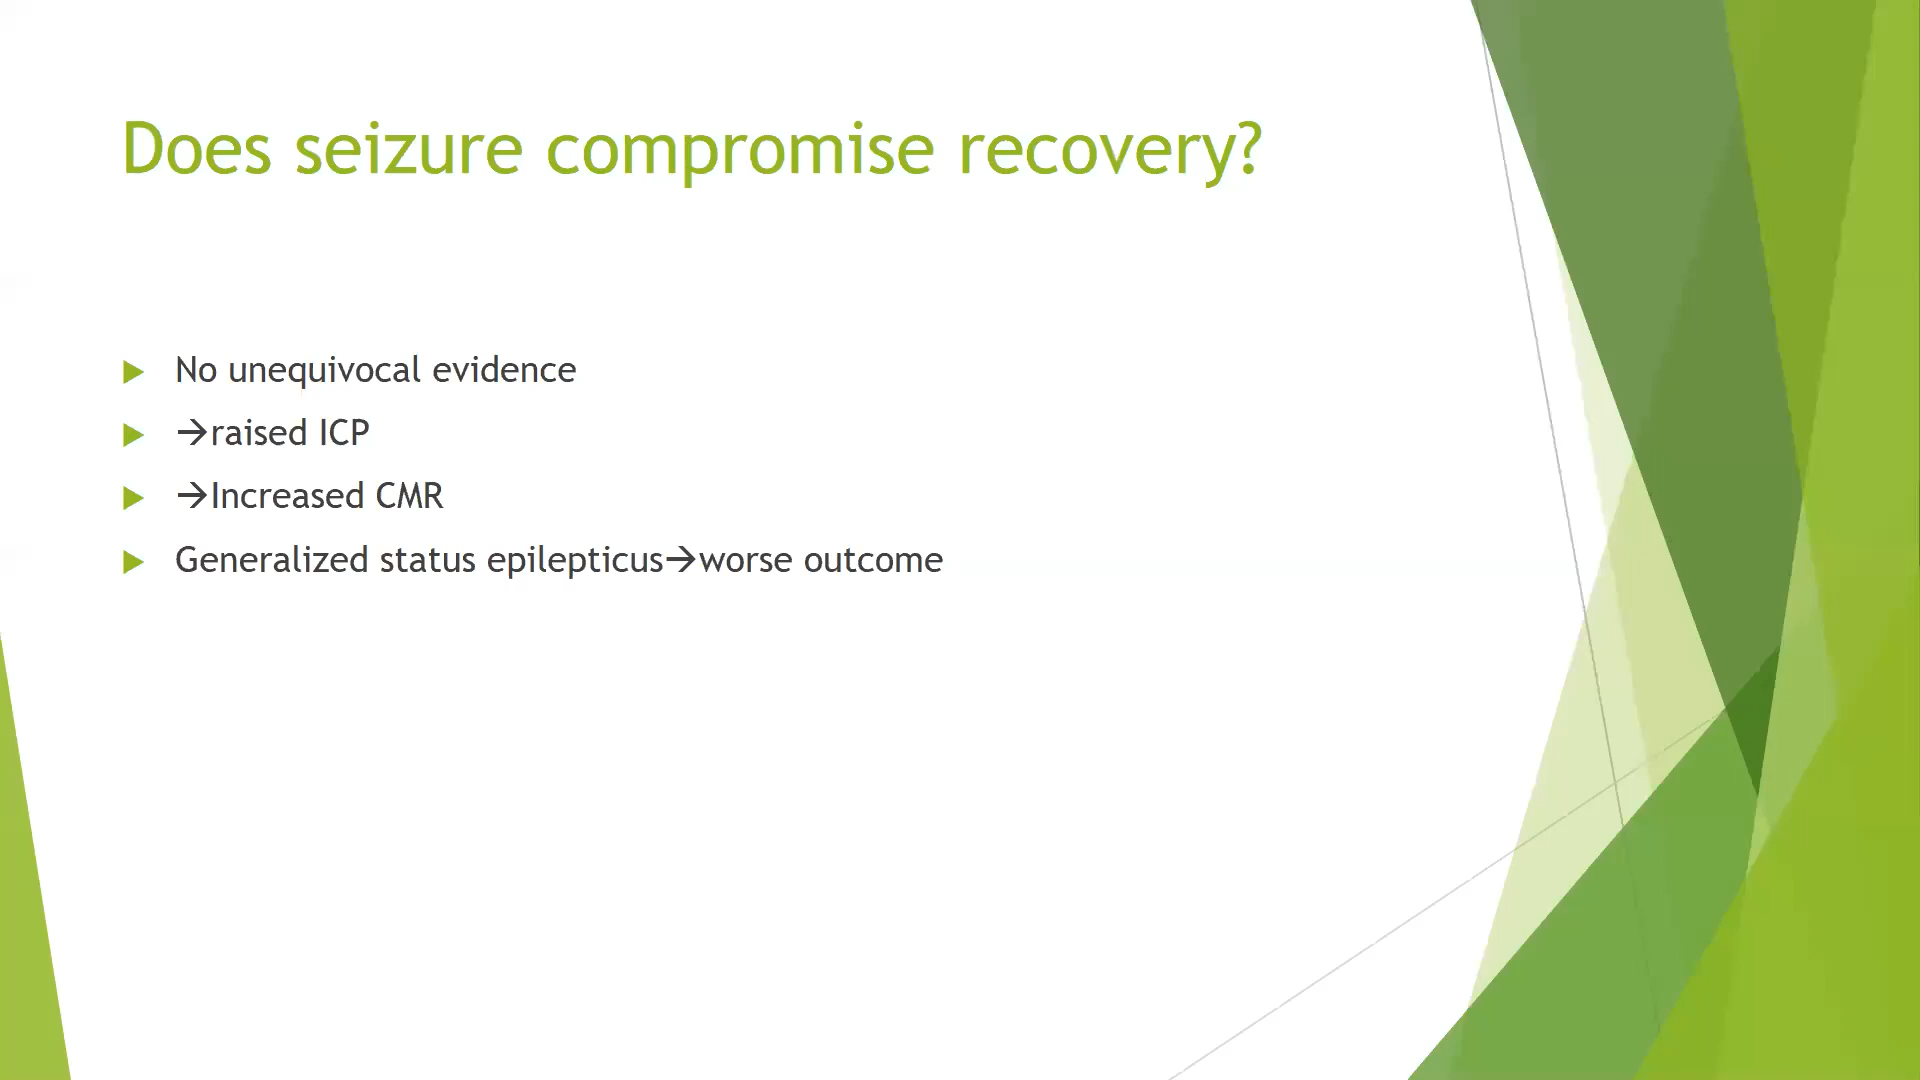 Does seizure compromise recovery?
No unequivocal evidence
→raised ICP
→Increased CMR
Generalized status epilepticus→worse outcome